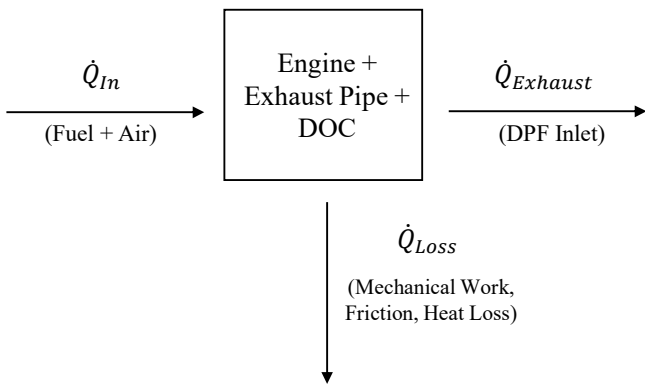 Q̇_In
(Fuel + Air)
Engine +
Exhaust Pipe +
DOC
Q̇_Exhaust
(DPF Inlet)
Q̇_Loss
(Mechanical Work,
Friction, Heat Loss)